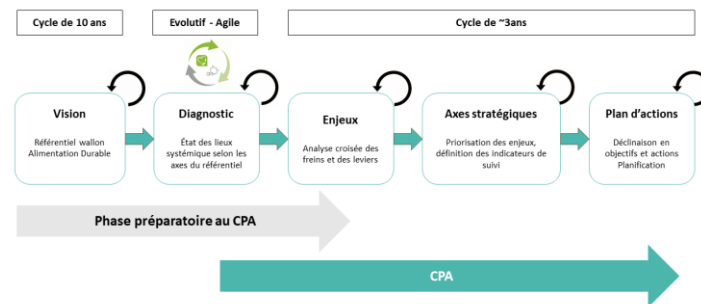 Cycle de 10 ans
Evolutif - Agile
Cycle de ~3ans
Vision
Référentiel wallon
Alimentation Durable
Diagnostic
État des lieux
systémique selon les
axes du référentiel
Enjeux
Analyse croisée des
freins et des leviers
Axes stratégiques
Priorisation des enjeux,
définition des indicateurs de
suivi
Plan d'actions
Déclinaison en
objectifs et actions
Planification
Phase préparatoire au CPA
CPA